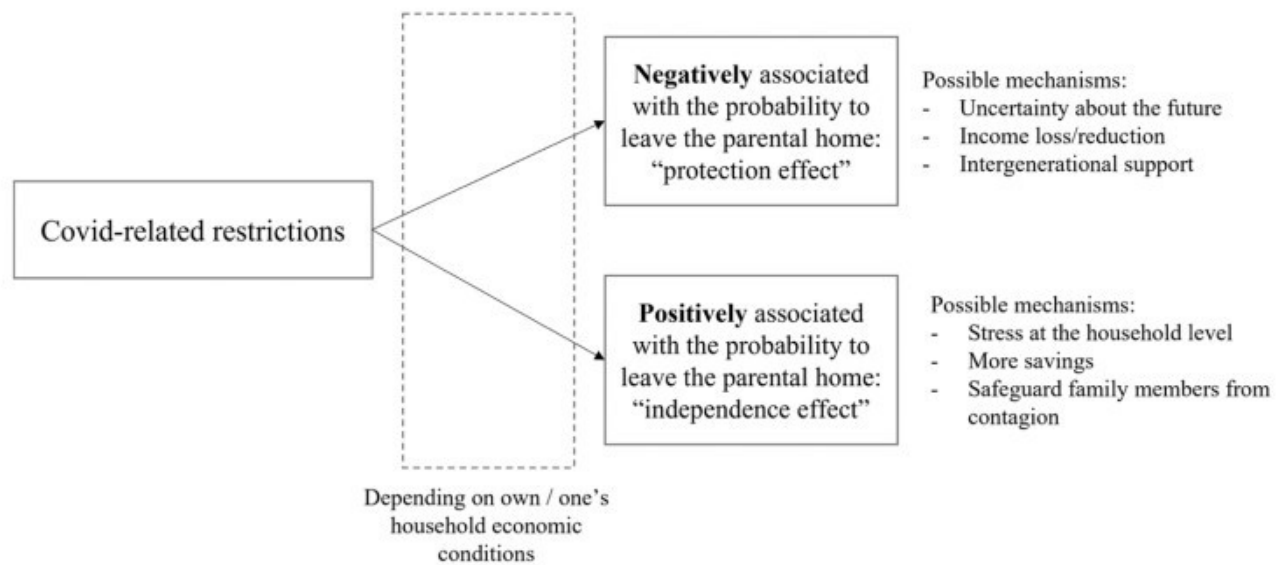 Covid-related restrictions
Negatively associated
with the probability to
leave the parental home:
“protection effect”
Possible mechanisms:
- Uncertainty about the future
- Income loss/reduction
- Intergenerational support
Positively associated
with the probability to
leave the parental home:
“independence effect”
Possible mechanisms:
- Stress at the household level
- More savings
- Safeguard family members from
contagion
Depending on own / one’s
household economic
conditions